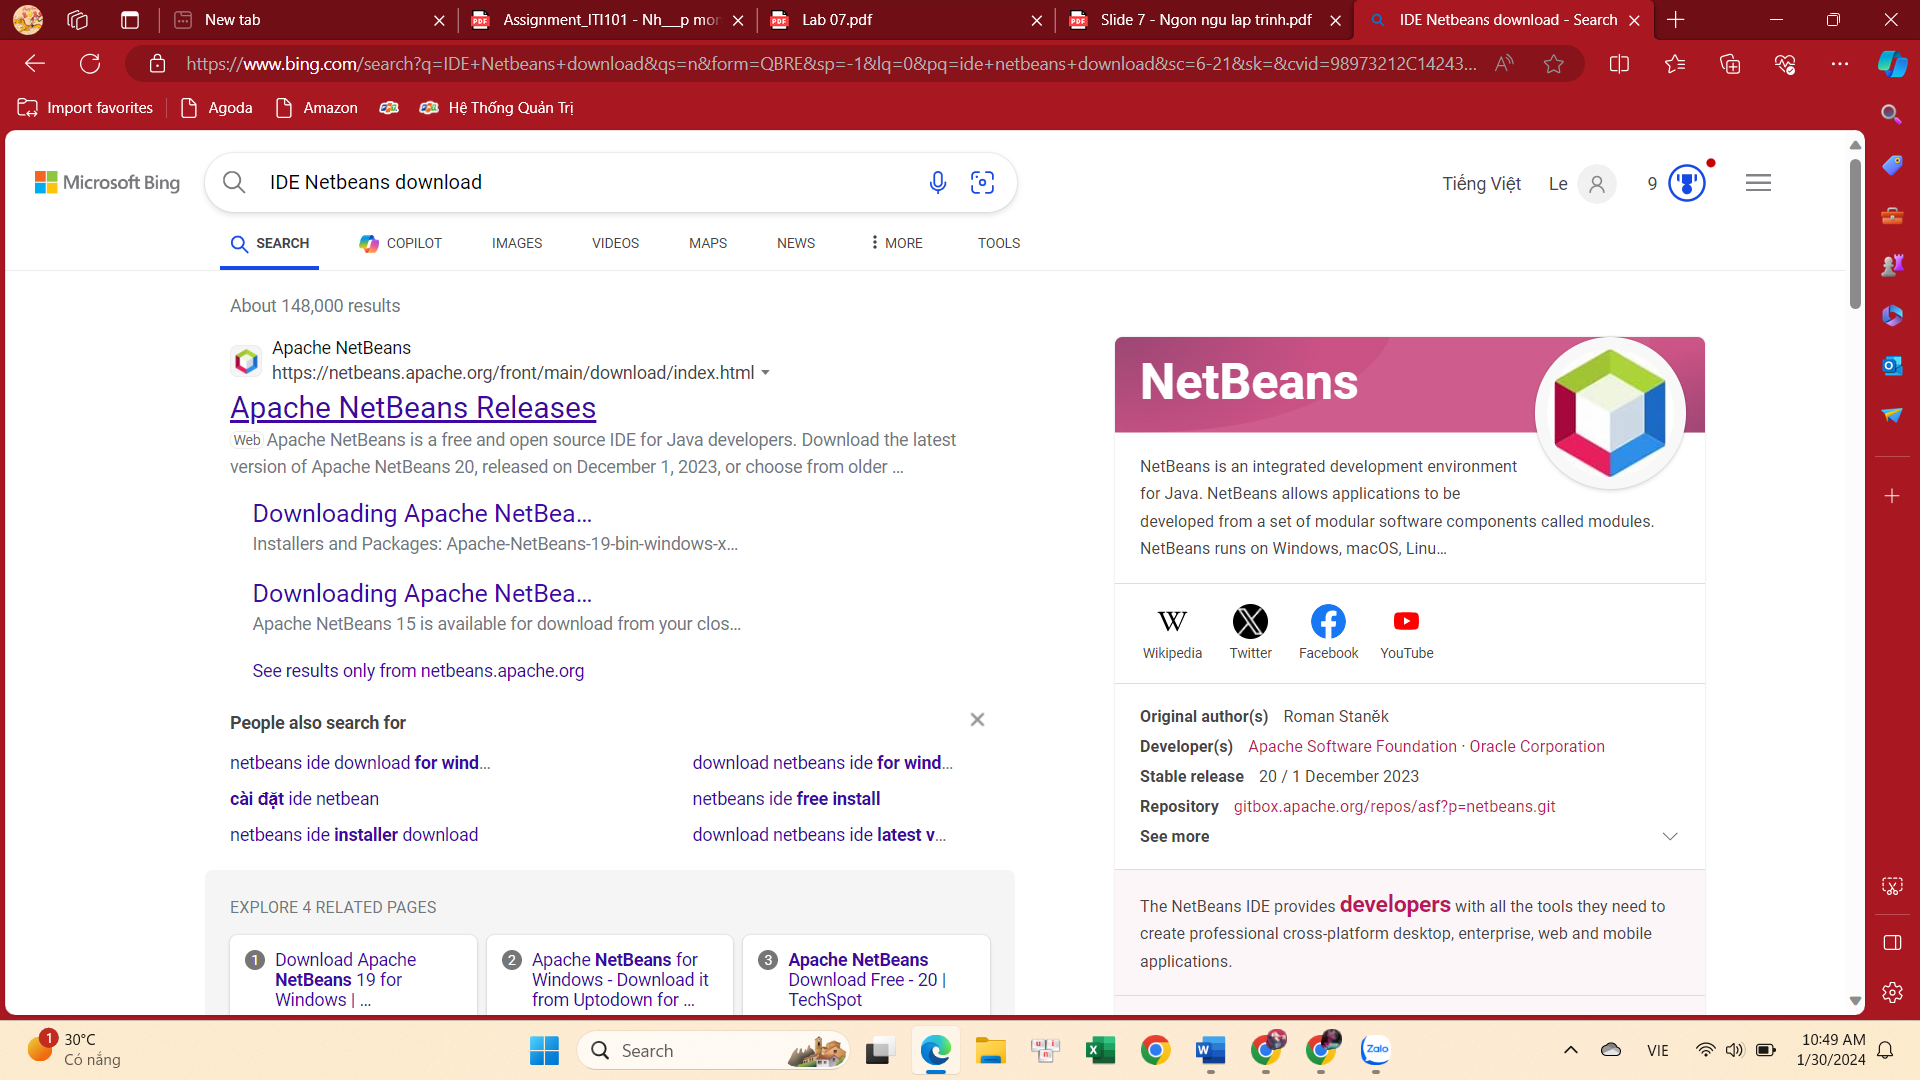 New tab
Assignment_ITI101 - Nh___p mon
Lab 07.pdf
Slide 7 - Ngon ngu lap trinh.pdf
IDE Netbeans download - Search
https://www.bing.com/search?q=IDE+Netbeans+download&qs=n&form=QBRE&sp=-1&lq=0&pq=ide+netbeans+download&sc=6-21&sk=&cvid=98973212C14243...
Import favorites
Agoda
Amazon
Hệ Thống Quản Trị
Microsoft Bing
IDE Netbeans download
Tiếng Việt
Le
9
SEARCH
COPILOT
IMAGES
VIDEOS
MAPS
NEWS
MORE
TOOLS
About 148,000 results
Apache NetBeans
https://netbeans.apache.org/front/main/download/index.html
Apache NetBeans Releases
Web Apache NetBeans is a free and open source IDE for Java developers. Download the latest
version of Apache NetBeans 20, released on December 1, 2023, or choose from older ...
Downloading Apache NetBea...
Installers and Packages: Apache-NetBeans-19-bin-windows-x...
Downloading Apache NetBea...
Apache NetBeans 15 is available for download from your clos...
See results only from netbeans.apache.org
People also search for
netbeans ide download for wind...
download netbeans ide for wind...
cài đặt ide netbean
netbeans ide free install
netbeans ide installer download
download netbeans ide latest v...
EXPLORE 4 RELATED PAGES
1
Download Apache
NetBeans 19 for
Windows | ...
2
Apache NetBeans for
Windows - Download it
from Uptodown for ...
3
Apache NetBeans
Download Free - 20 |
TechSpot
NetBeans
NetBeans is an integrated development environment
for Java. NetBeans allows applications to be
developed from a set of modular software components called modules.
NetBeans runs on Windows, macOS, Linu...
W
Wikipedia
Twitter
Facebook
YouTube
Original author(s) Roman Staněk
Developer(s) Apache Software Foundation · Oracle Corporation
Stable release 20 / 1 December 2023
Repository gitbox.apache.org/repos/asf?p=netbeans.git
See more
The NetBeans IDE provides developers with all the tools they need to
create professional cross-platform desktop, enterprise, web and mobile
applications.
1
30°C
Có nắng
Search
Zalo
VIE
10:49 AM
1/30/2024